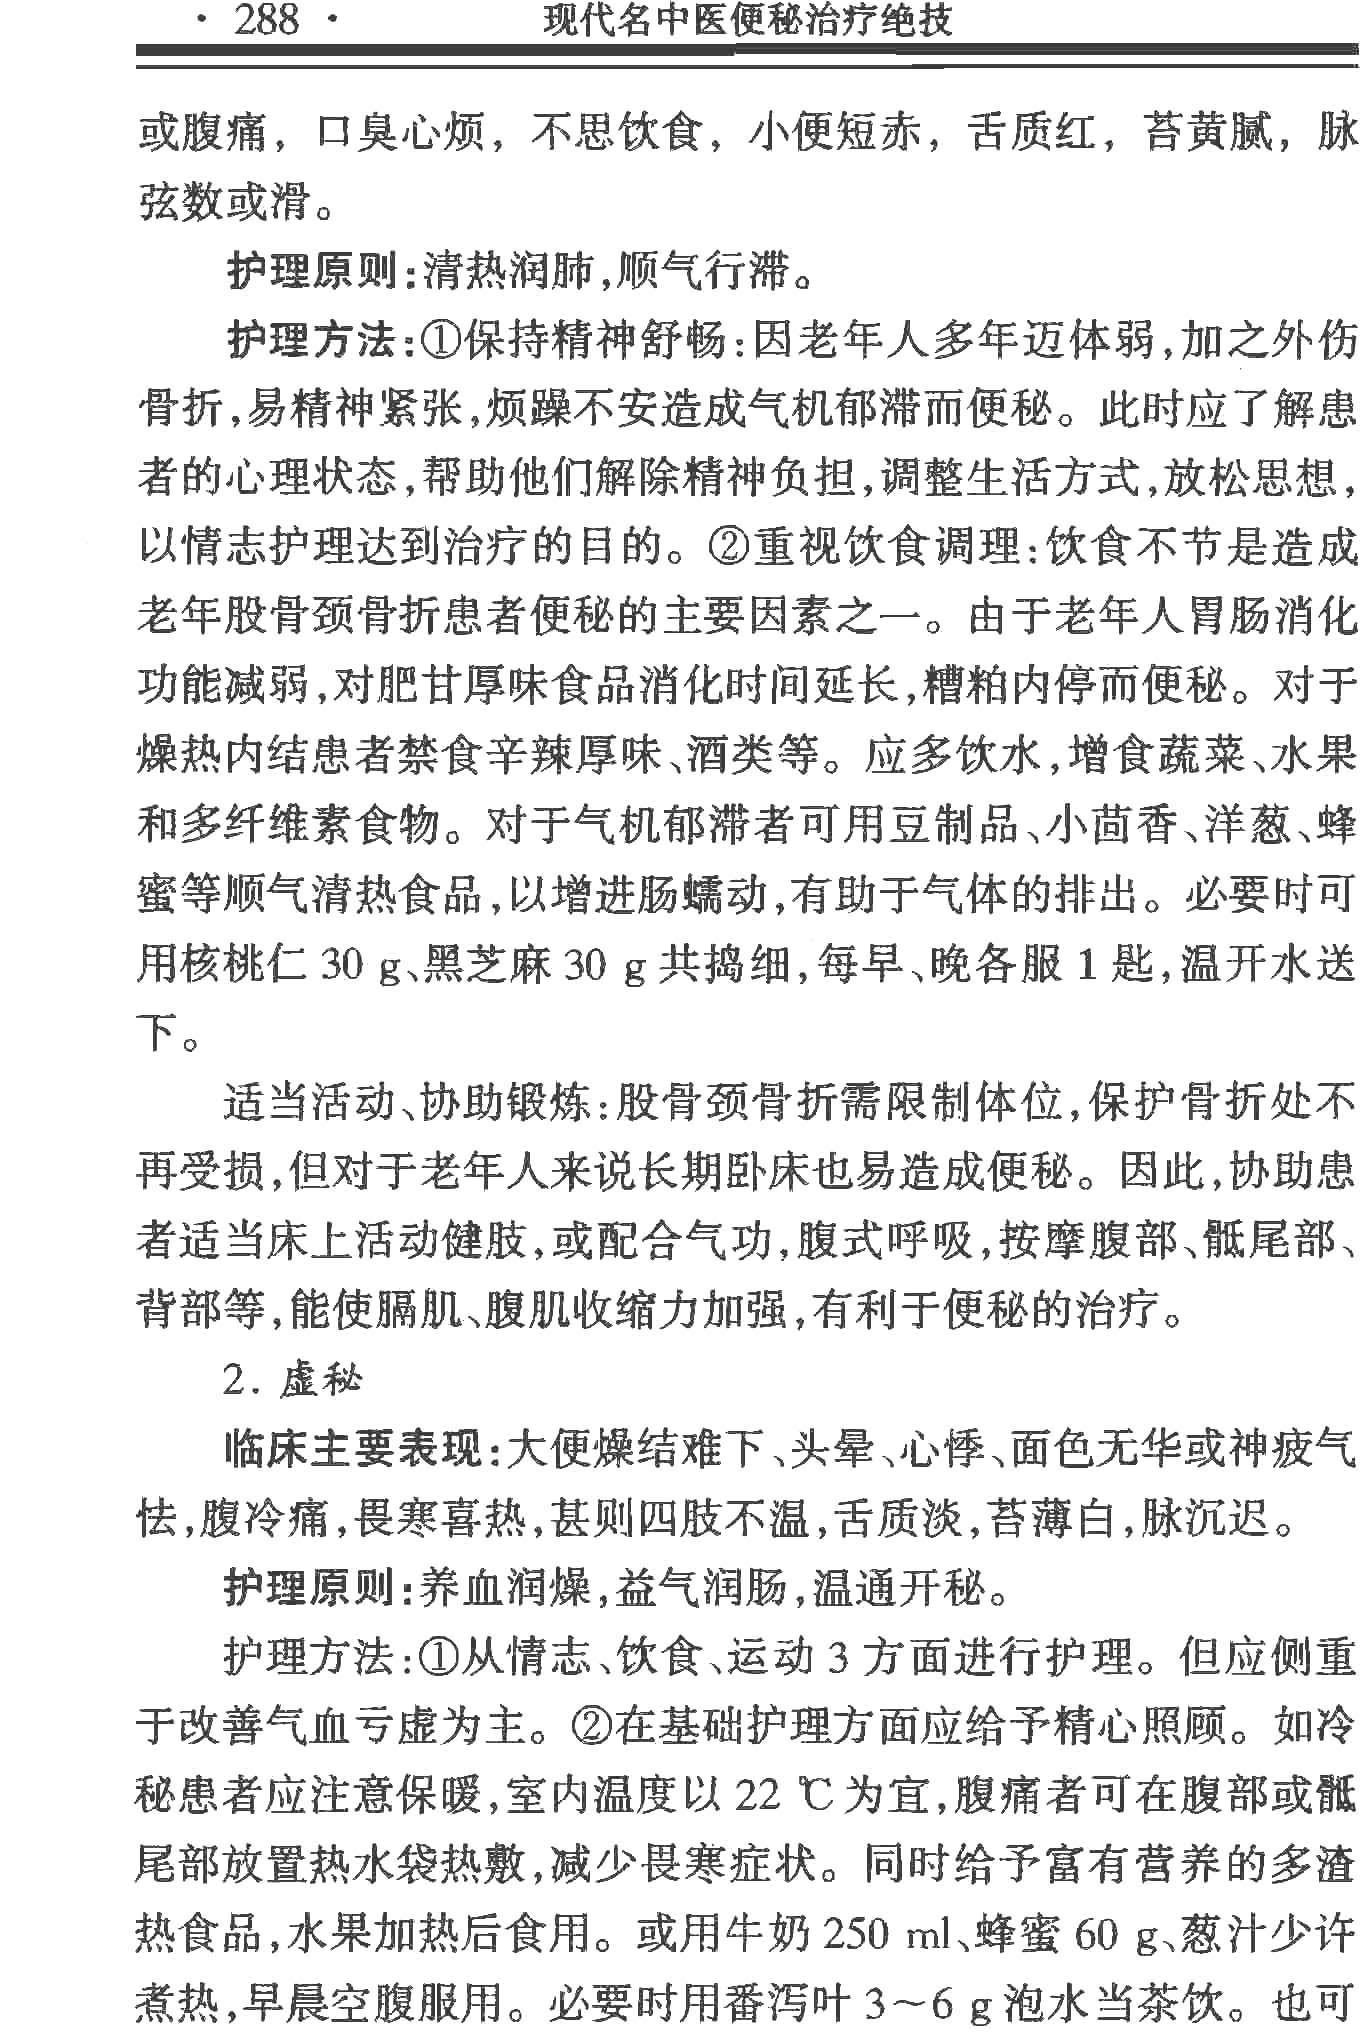 · 288 · 现代名中医便秘治疗绝技
或腹痛，口臭心烦，不思饮食，小便短赤，舌质红，苔黄腻，脉
弦数或滑。
护理原则：清热润肺，顺气行滞。
护理方法：①保持精神舒畅：因老年人多年迈体弱，加之外伤
骨折，易精神紧张，烦躁不安造成气机郁滞而便秘。此时应了解患
者的心理状态，帮助他们解除精神负担，调整生活方式，放松思想，
以情志护理达到治疗的目的。②重视饮食调理：饮食不节是造成
老年股骨颈骨折患者便秘的主要因素之一。由于老年人胃肠消化
功能减弱，对肥甘厚味食品消化时间延长，糟粕内停而便秘。对于
燥热内结患者禁食辛辣厚味、酒类等。应多饮水，增食蔬菜、水果
和多纤维素食物。对于气机郁滞者可用豆制品、小茴香、洋葱、蜂
蜜等顺气清热食品，以增进肠蠕动，有助于气体的排出。必要时可
用核桃仁 30 g、黑芝麻 30 g 共捣细，每早、晚各服 1 匙，温开水送
下。
适当活动、协助锻炼：股骨颈骨折需限制体位，保护骨折处不
再受损，但对于老年人来说长期卧床也易造成便秘。因此，协助患
者适当床上活动健肢，或配合气功，腹式呼吸，按摩腹部、骶尾部、
背部等，能使膈肌、腹肌收缩力加强，有利于便秘的治疗。
2. 虚秘
临床主要表现：大便燥结难下、头晕、心悸、面色无华或神疲气
怯，腹冷痛，畏寒喜热，甚则四肢不温，舌质淡，苔薄白，脉沉迟。
护理原则：养血润燥，益气润肠，温通开秘。
护理方法：①从情志、饮食、运动 3 方面进行护理。但应侧重
于改善气血亏虚为主。②在基础护理方面应给予精心照顾。如冷
秘患者应注意保暖，室内温度以 22 ℃为宜，腹痛者可在腹部或骶
尾部放置热水袋热敷，减少畏寒症状。同时给予富有营养的多渣
热食品，水果加热后食用。或用牛奶 250 ml、蜂蜜 60 g、葱汁少许
煮热，早晨空腹服用。必要时用番泻叶 3～6 g 泡水当茶饮。也可